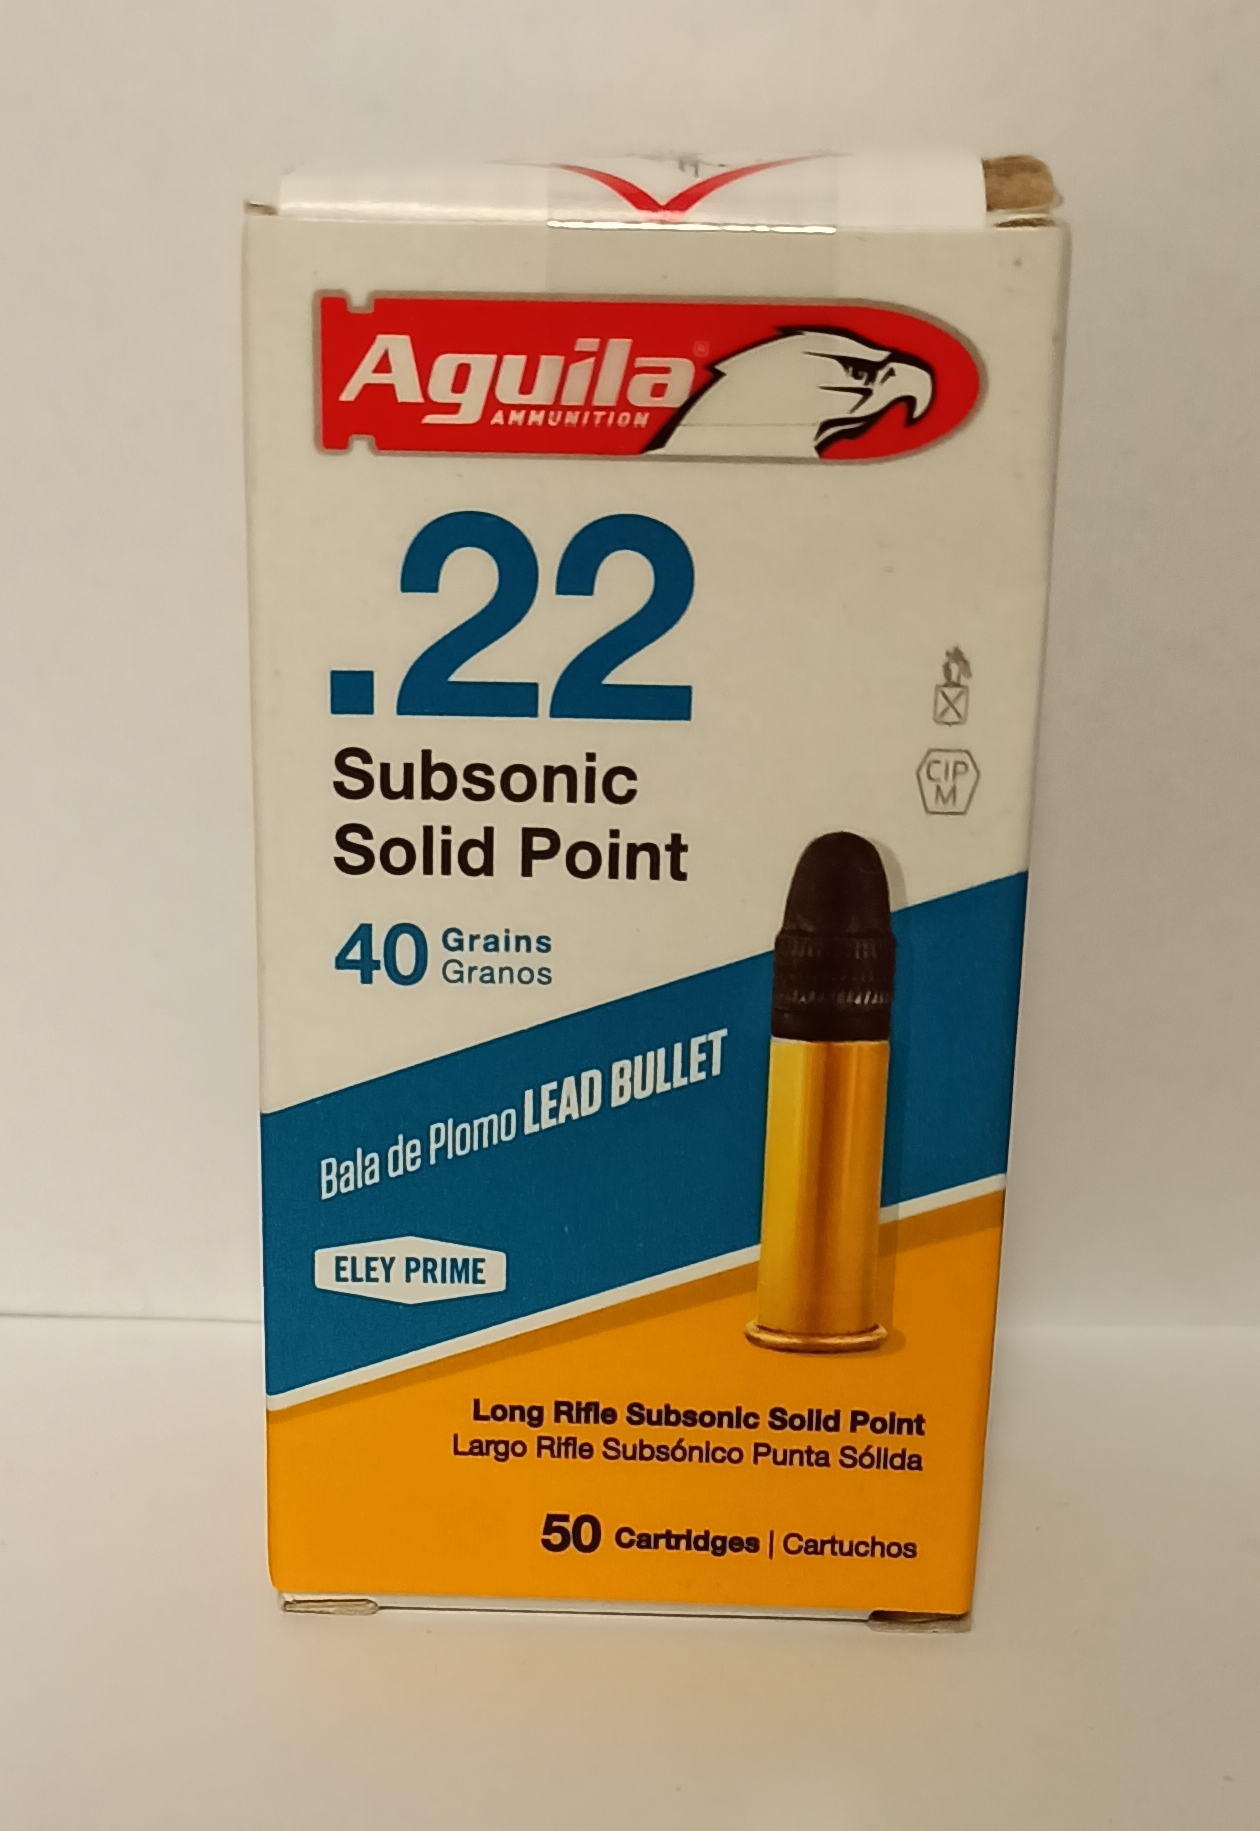 Aguila®
AMMUNITION
.22
Subsonic
Solid Point
CIP
M
40 Grains
Granos
Bala de Plomo LEAD BULLET
ELEY PRIME
Long Rifle Subsonic Solid Point
Largo Rifle Subsónico Punta Sólida
50 Cartridges | Cartuchos